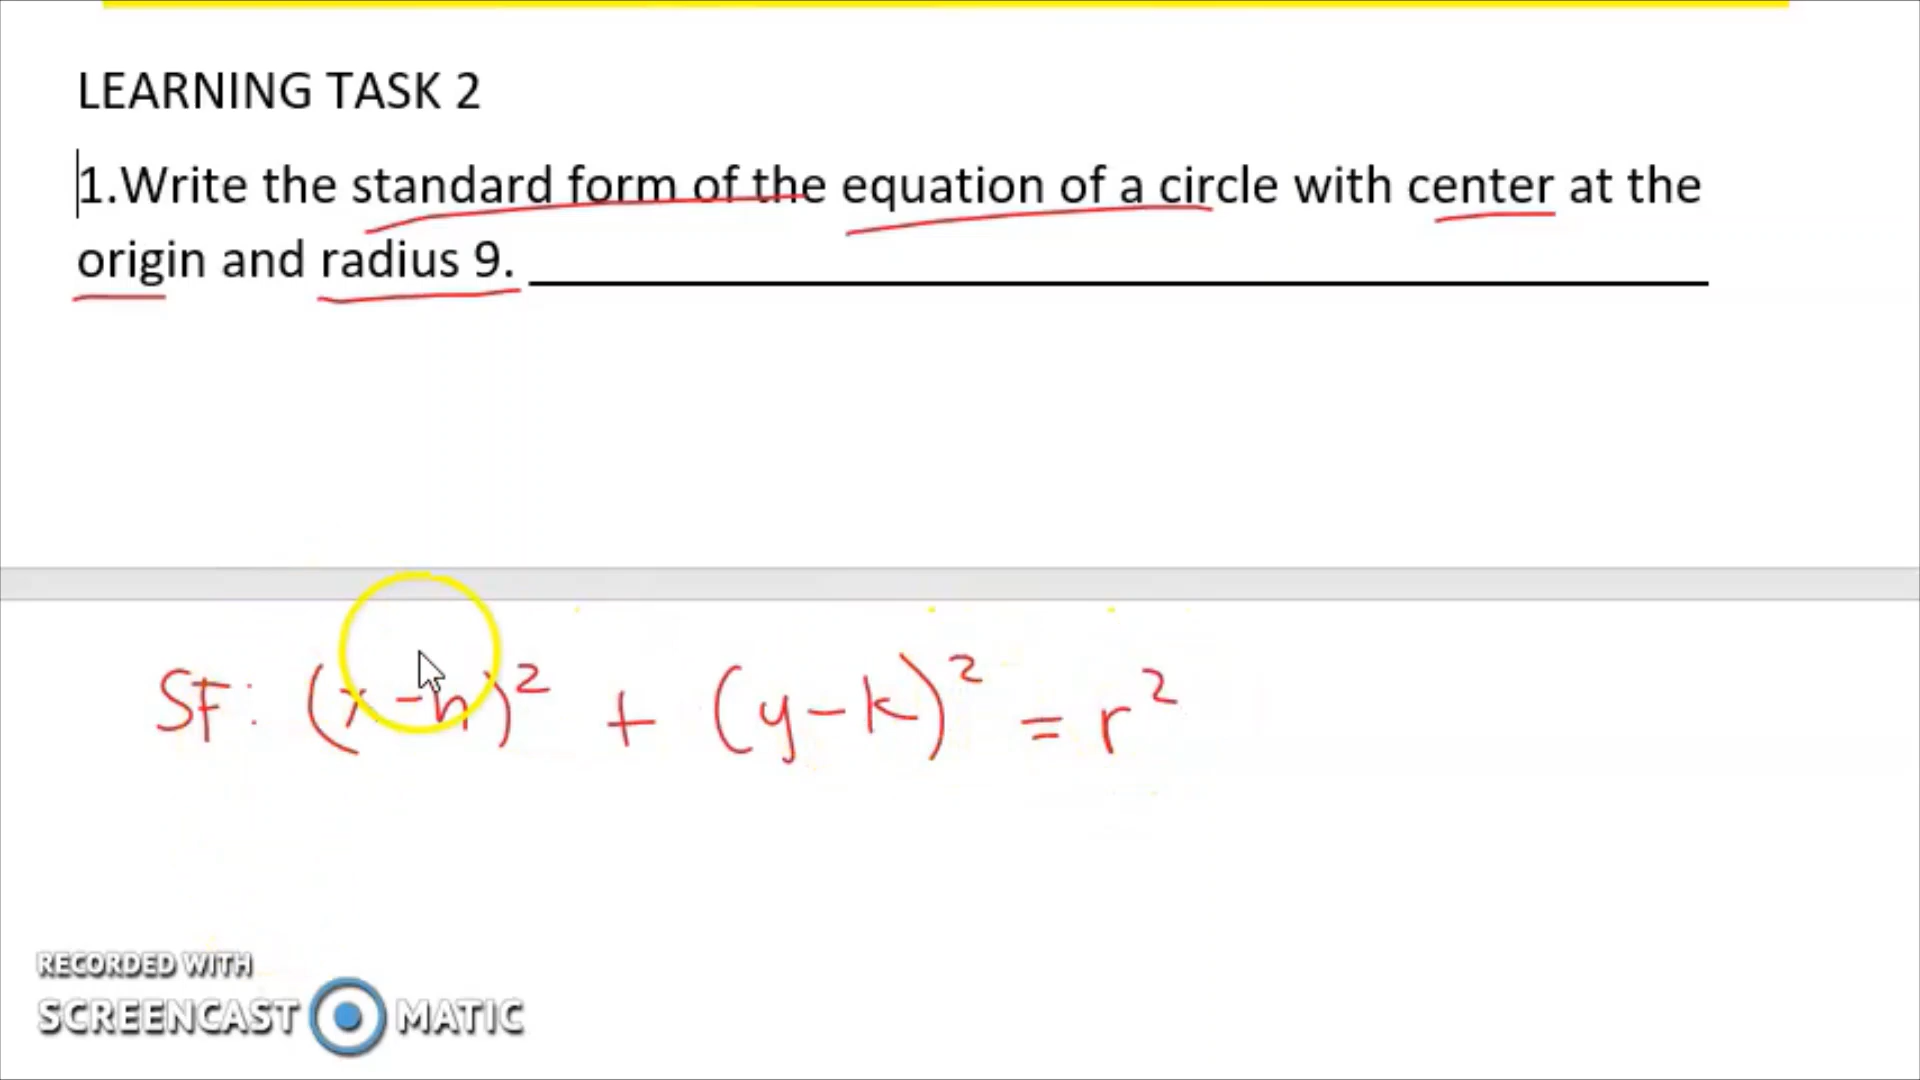 LEARNING TASK 2
1.Write the standard form of the equation of a circle with center at the
origin and radius 9. ____________________
SF: (x-h)² + (y-k)² = r²
RECORDED WITH
SCREENCAST MATIC